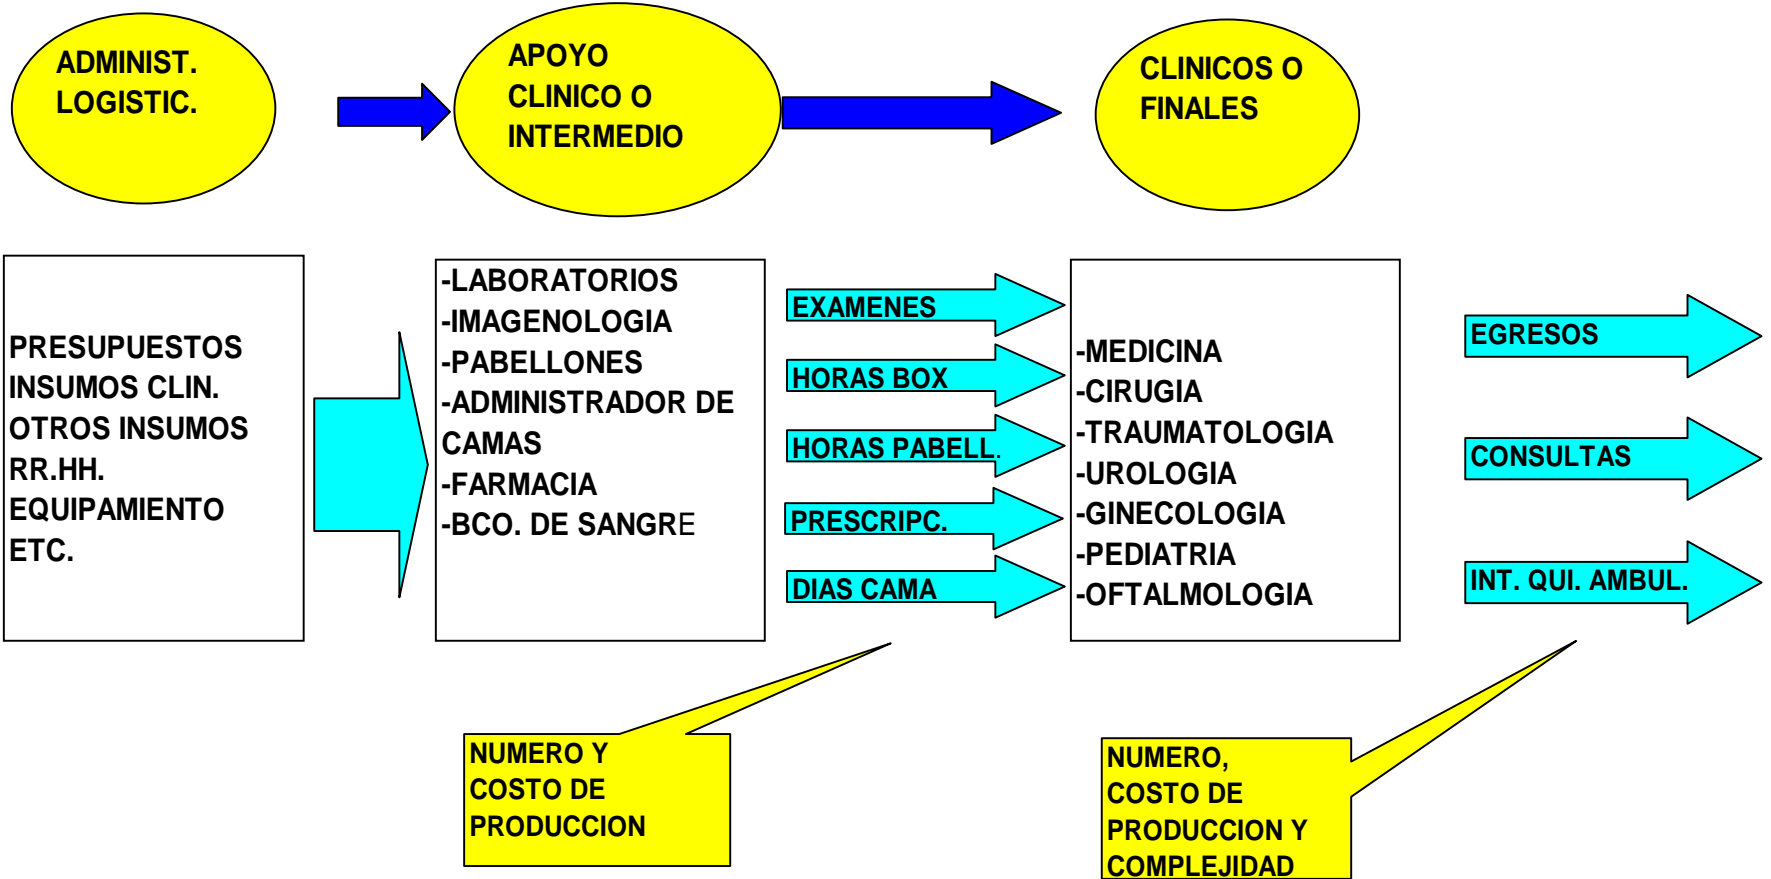 ADMINIST.
LOGISTIC.
APOYO
CLINICO O
INTERMEDIO
CLINICOS O
FINALES
PRESUPUESTOS
INSUMOS CLIN.
OTROS INSUMOS
RR.HH.
EQUIPAMIENTO
ETC.
-LABORATORIOS
-IMAGENOLOGIA
-PABELLONES
-ADMINISTRADOR DE
CAMAS
-FARMACIA
-BCO. DE SANGRE
EXAMENES
HORAS BOX
HORAS PABELL.
PRESCRIPC.
DIAS CAMA
-MEDICINA
-CIRUGIA
-TRAUMATOLOGIA
-UROLOGIA
-GINECOLOGIA
-PEDIATRIA
-OFTALMOLOGIA
EGRESOS
CONSULTAS
INT. QUI. AMBUL.
NUMERO Y
COSTO DE
PRODUCCION
NUMERO,
COSTO DE
PRODUCCION Y
COMPLEJIDAD